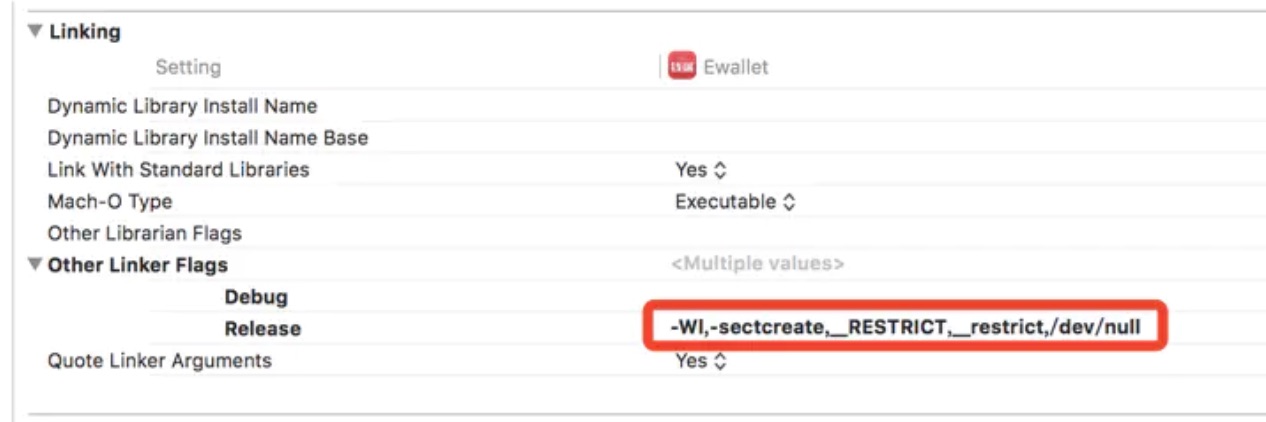 Linking
Setting Ewallet
Dynamic Library Install Name
Dynamic Library Install Name Base
Link With Standard Libraries Yes
Mach-O Type Executable
Other Librarian Flags
Other Linker Flags <Multiple values>
Debug
Release -Wl,-sectcreate,__RESTRICT,__restrict,/dev/null
Quote Linker Arguments Yes